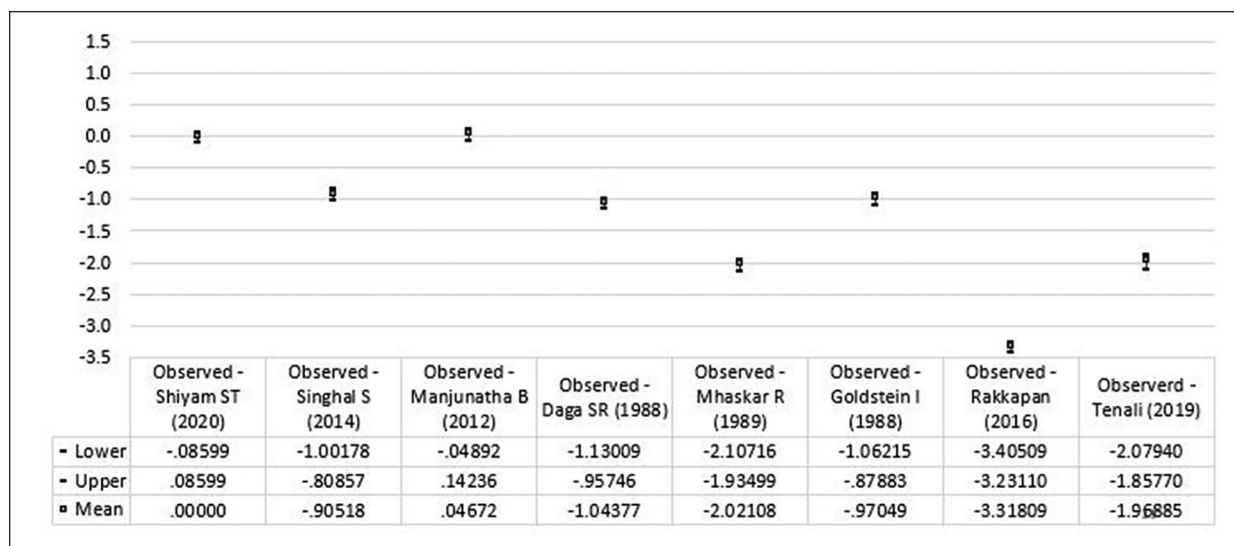 1.5
1.0
0.5
0.0
-0.5
-1.0
-1.5
-2.0
-2.5
-3.0
-3.5
Observed - Shiyam ST (2020) Observed - Singhal S (2014) Observed - Manjunatha B (2012) Observed - Daga SR (1988) Observed - Mhaskar R (1989) Observed - Goldstein I (1988) Observed - Rakkapan (2016) Observerd - Tenali (2019)
Lower -.08599 -1.00178 -.04892 -1.13009 -2.10716 -1.06215 -3.40509 -2.07940
Upper .08599 -.80857 .14236 -.95746 -1.93499 -.87883 -3.23110 -1.85770
Mean .00000 -.90518 .04672 -1.04377 -2.02108 -.97049 -3.31809 -1.96885